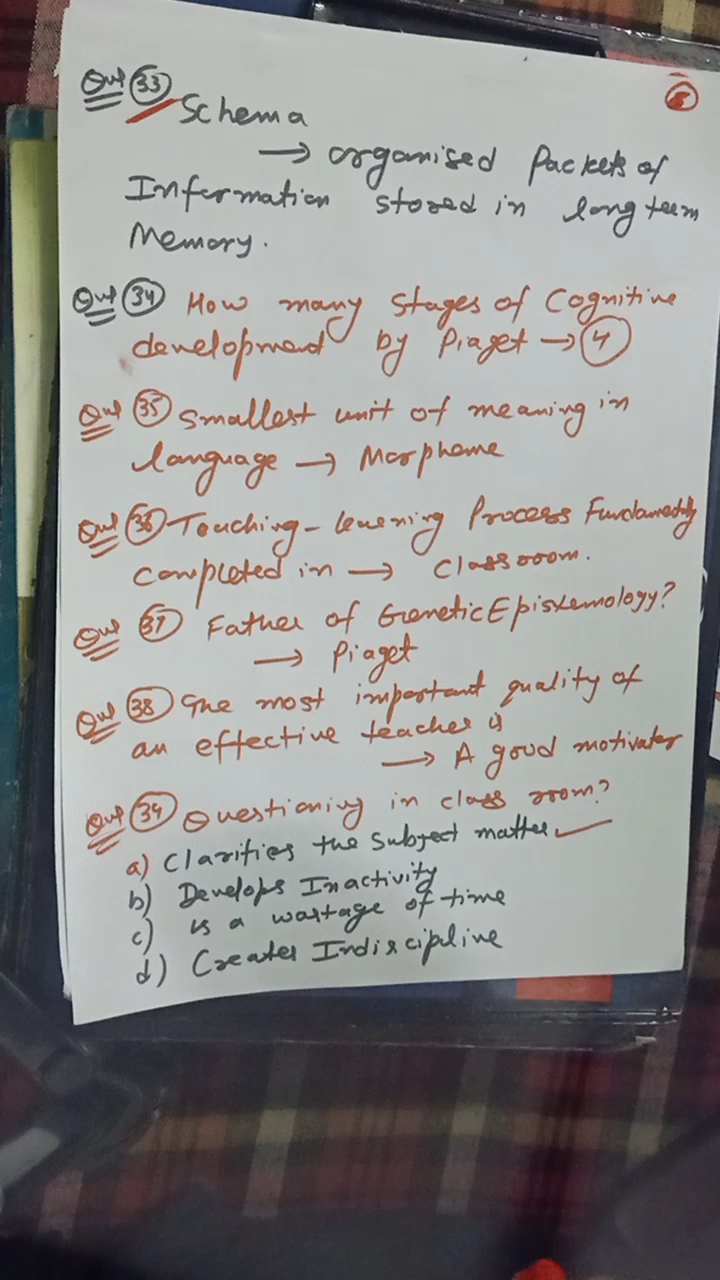 Que 33
Schema
→ organised Packets of
Information stored in long term
Memory.
5
Que 34 How many stages of Cognitive
development by Piaget → 4
Que 35 Smallest unit of meaning in
language → Morpheme
Que 36 Teaching - learning Process Fundamentally
completed in → Classroom.
Que 37 Father of Genetic Epistemology?
→ Piaget
Que 38 The most important quality of
an effective teacher is
→ A good motivator
Que 39 Questioning in class room?
a) Clarifies the Subject matter ✓
b) Develops Inactivity
c) is a wastage of time
d) Creates Indiscipline